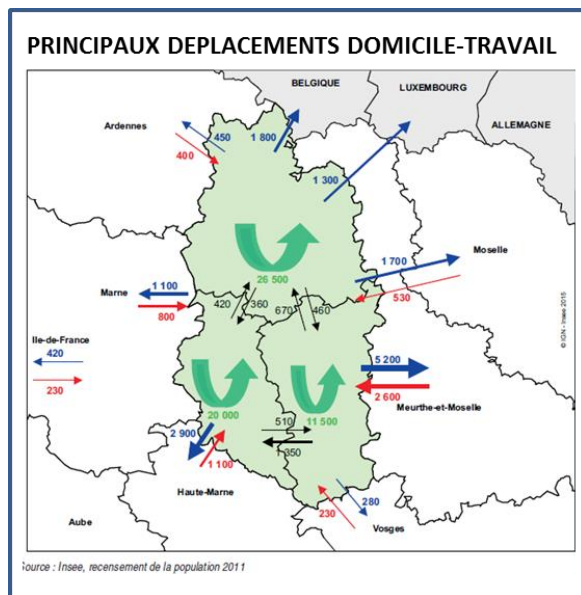 PRINCIPAUX DEPLACEMENTS DOMICILE-TRAVAIL
BELGIQUE
LUXEMBOURG
ALLEMAGNE
Ardennes
450
1 800
400
1 300
Moselle
1 700
26 500
530
1 100
Marne
800
420
360
670
460
© IGN - Insee 2015
Ile-de-France
420
230
5 200
2 600
Meurthe-et-Moselle
20 000
11 500
510
2 900
1 350
1 100
Haute-Marne
280
230
Aube
Vosges
Source : Insee, recensement de la population 2011